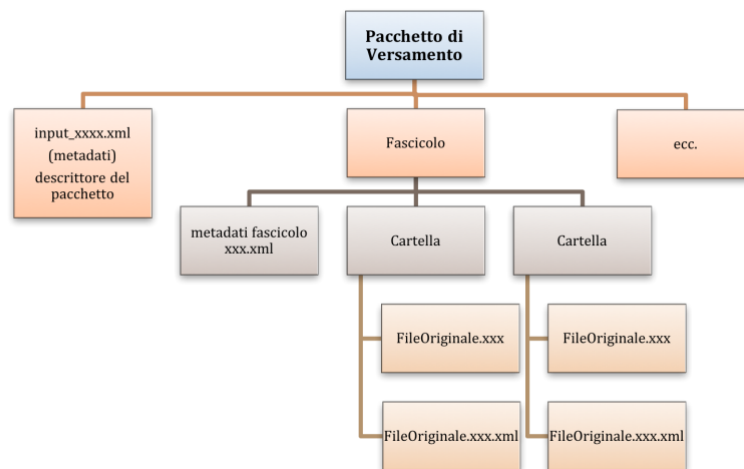 Pacchetto di
Versamento
input_xxxx.xml
(metadati)
descrittore del
pacchetto
Fascicolo
ecc.
metadati fascicolo
xxx.xml
Cartella
Cartella
FileOriginale.xxx
FileOriginale.xxx
FileOriginale.xxx.xml
FileOriginale.xxx.xml